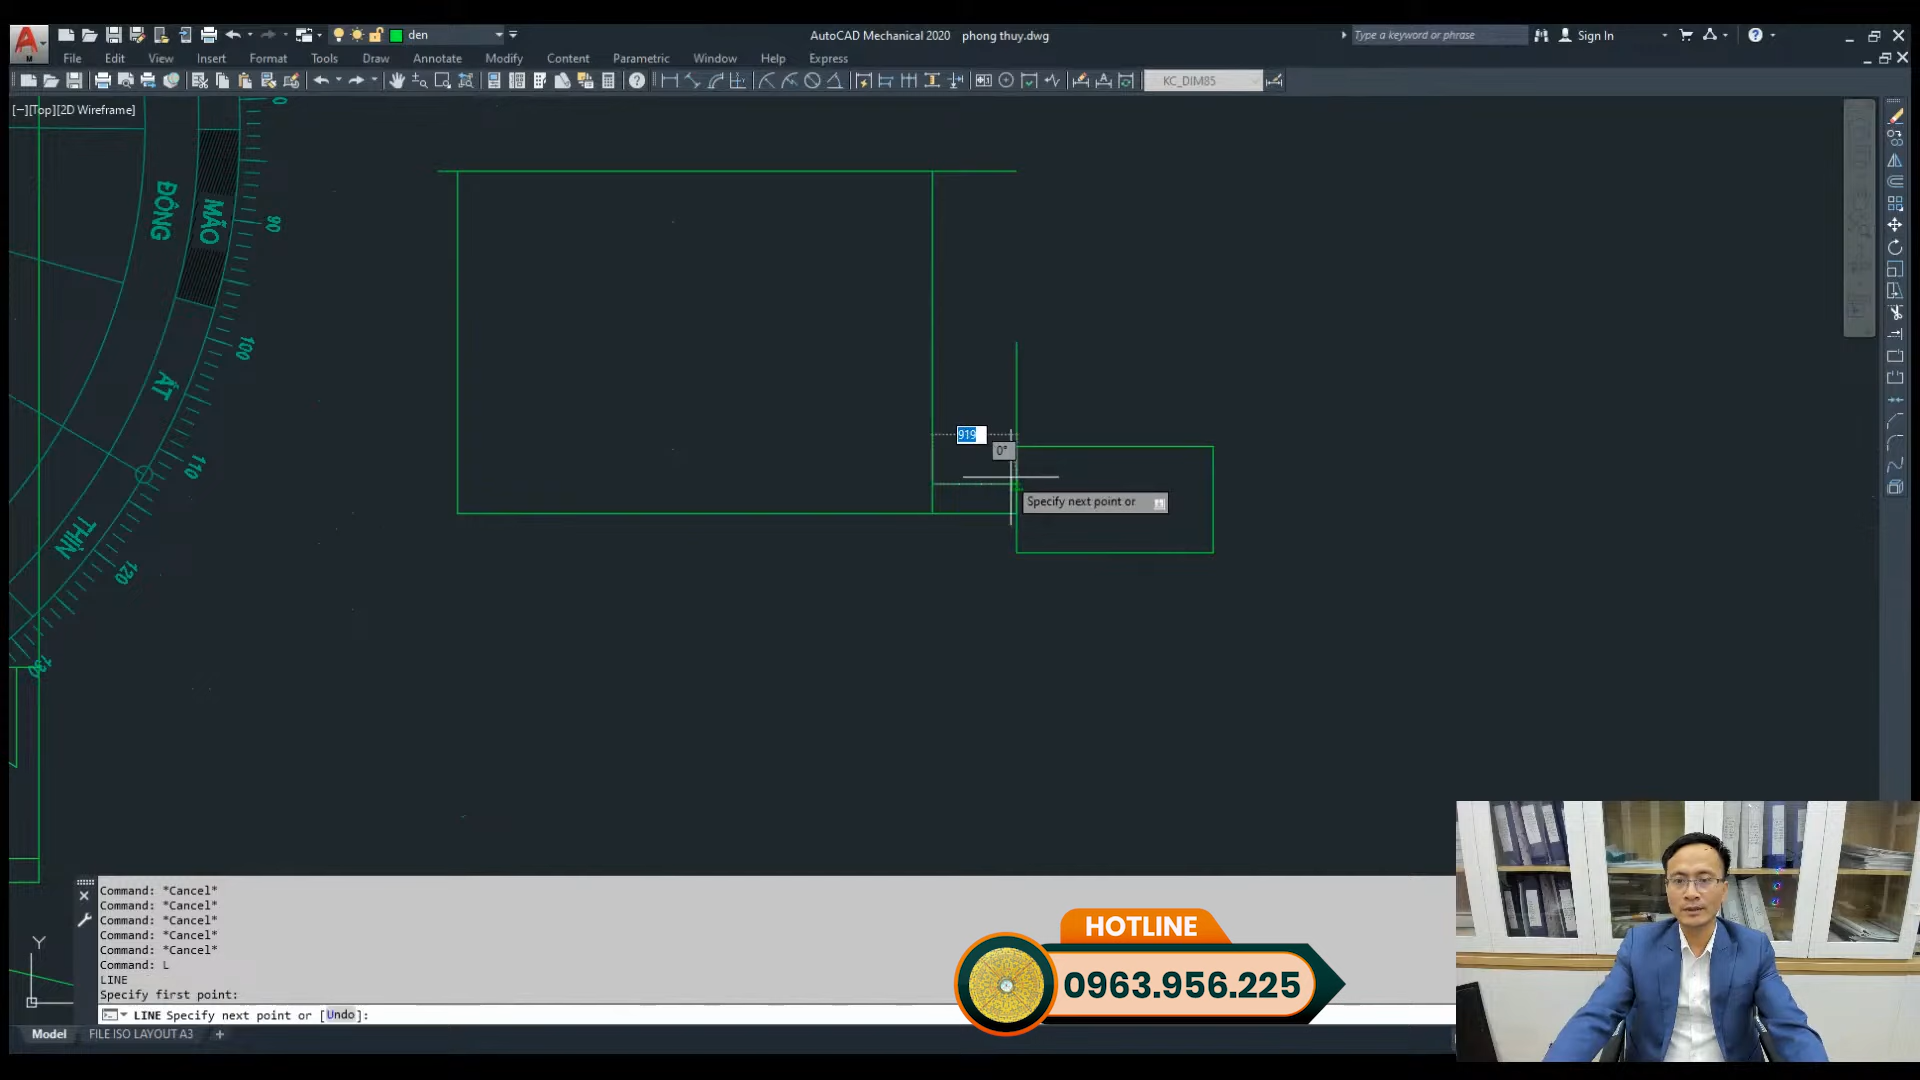 den
AutoCAD Mechanical 2020 phong thuy.dwg
Type a keyword or phrase
Sign In
File Edit View Insert Format Tools Draw Annotate Modify Content Parametric Window Help Express
KC_DIM85
[−][Top][2D Wireframe]
0
ĐÔNG
MÃO
90
100
ẤT
110
THÌN
120
130
919
0°
Specify next point or
Command: *Cancel*
Command: *Cancel*
Command: *Cancel*
Command: *Cancel*
Command: *Cancel*
Command: L
LINE
Specify first point:
LINE Specify next point or [Undo]:
Y
Model FILE ISO LAYOUT A3 +
HOTLINE
0963.956.225